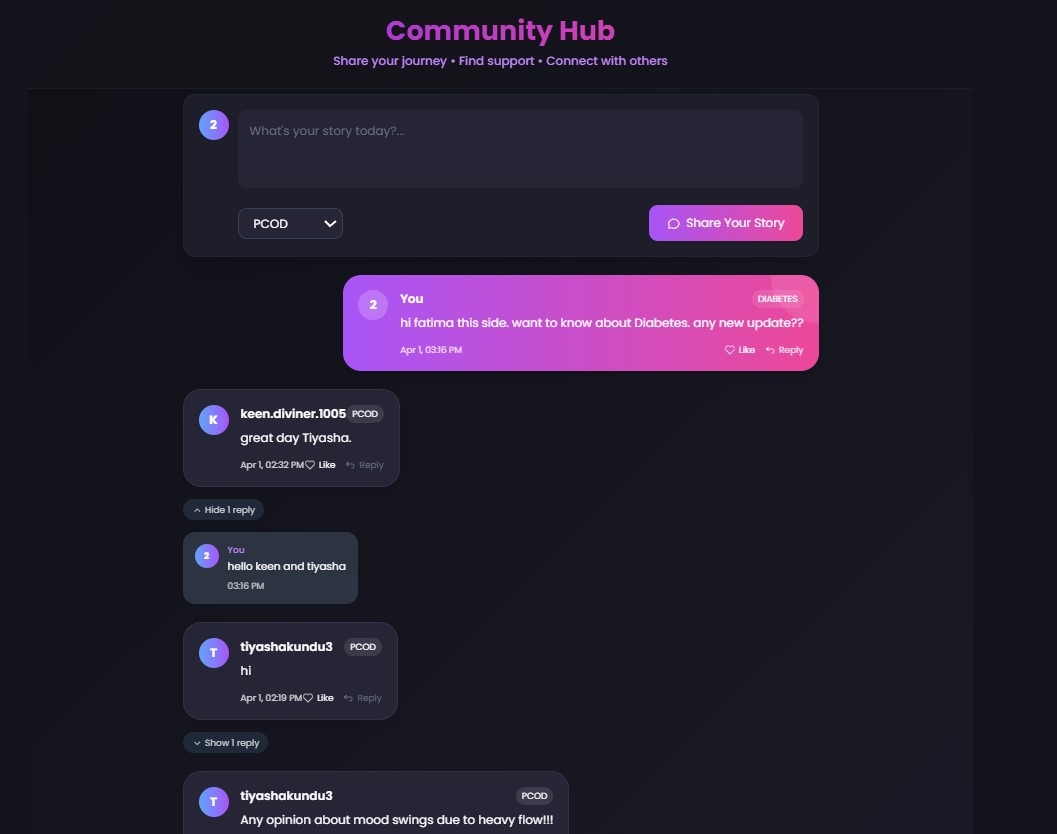 Community Hub
Share your journey • Find support • Connect with others
2
What's your story today?...
PCOD
Share Your Story
2
You
DIABETES
hi fatima this side. want to know about Diabetes. any new update??
Apr 1, 03:16 PM
Like
Reply
K
keen.diviner.1005
PCOD
great day Tiyasha.
Apr 1, 02:32 PM
Like
Reply
Hide 1 reply
2
You
hello keen and tiyasha
03:16 PM
T
tiyashakundu3
PCOD
hi
Apr 1, 02:19 PM
Like
Reply
Show 1 reply
T
tiyashakundu3
PCOD
Any opinion about mood swings due to heavy flow!!!